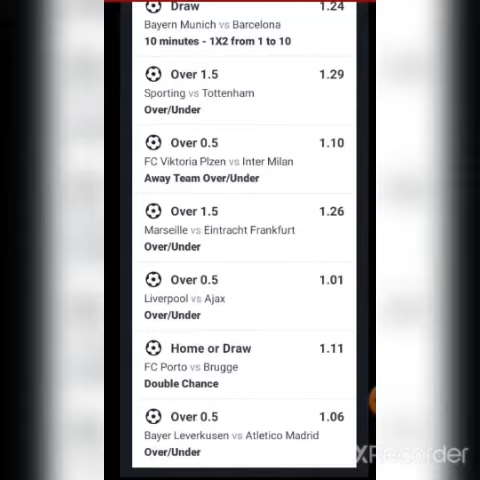 Draw 1.24
Bayern Munich vs Barcelona
10 minutes - 1X2 from 1 to 10
Over 1.5 1.29
Sporting vs Tottenham
Over/Under
Over 0.5 1.10
FC Viktoria Plzen vs Inter Milan
Away Team Over/Under
Over 1.5 1.26
Marseille vs Eintracht Frankfurt
Over/Under
Over 0.5 1.01
Liverpool vs Ajax
Over/Under
Home or Draw 1.11
FC Porto vs Brugge
Double Chance
Over 0.5 1.06
Bayer Leverkusen vs Atletico Madrid
Over/Under
XRecorder